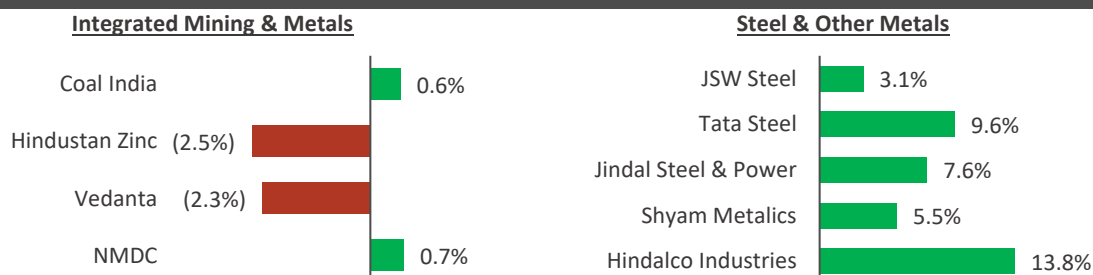 Integrated Mining & Metals
Coal India 0.6%
Hindustan Zinc (2.5%)
Vedanta (2.3%)
NMDC 0.7%
Steel & Other Metals
JSW Steel 3.1%
Tata Steel 9.6%
Jindal Steel & Power 7.6%
Shyam Metalics 5.5%
Hindalco Industries 13.8%